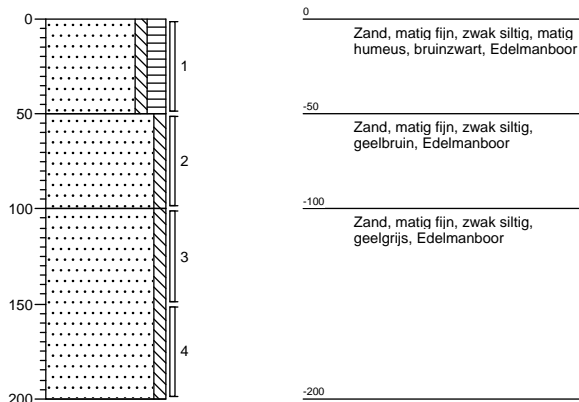 0
50
100
150
200
1
2
3
4
0
Zand, matig fijn, zwak siltig, matig
humeus, bruinzwart, Edelmanboor
-50
Zand, matig fijn, zwak siltig,
geelbruin, Edelmanboor
-100
Zand, matig fijn, zwak siltig,
geelgrijs, Edelmanboor
-200